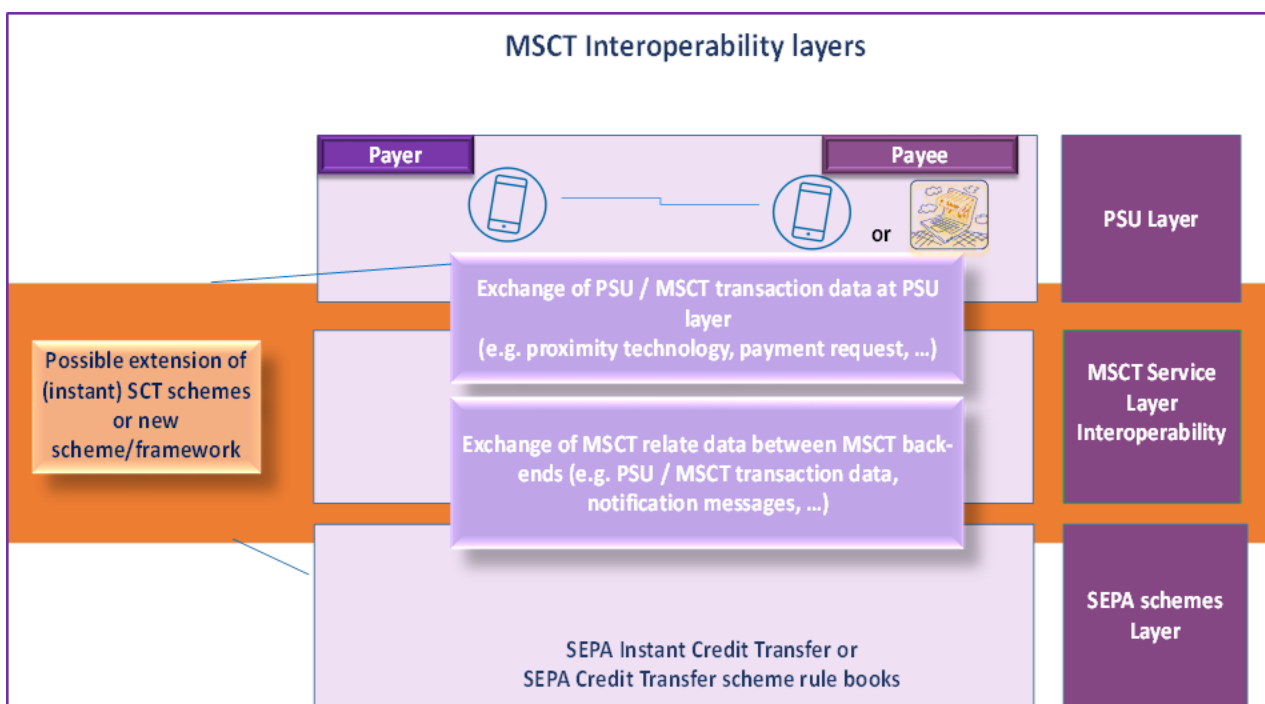 MSCT Interoperability layers
Payer
Payee
or
PSU Layer
Exchange of PSU / MSCT transaction data at PSU
layer
(e.g. proximity technology, payment request, ...)
Possible extension of
(instant) SCT schemes
or new
scheme/framework
MSCT Service
Layer
Interoperability
Exchange of MSCT relate data between MSCT back-
ends (e.g. PSU / MSCT transaction data,
notification messages, ...)
SEPA schemes
Layer
SEPA Instant Credit Transfer or
SEPA Credit Transfer scheme rule books